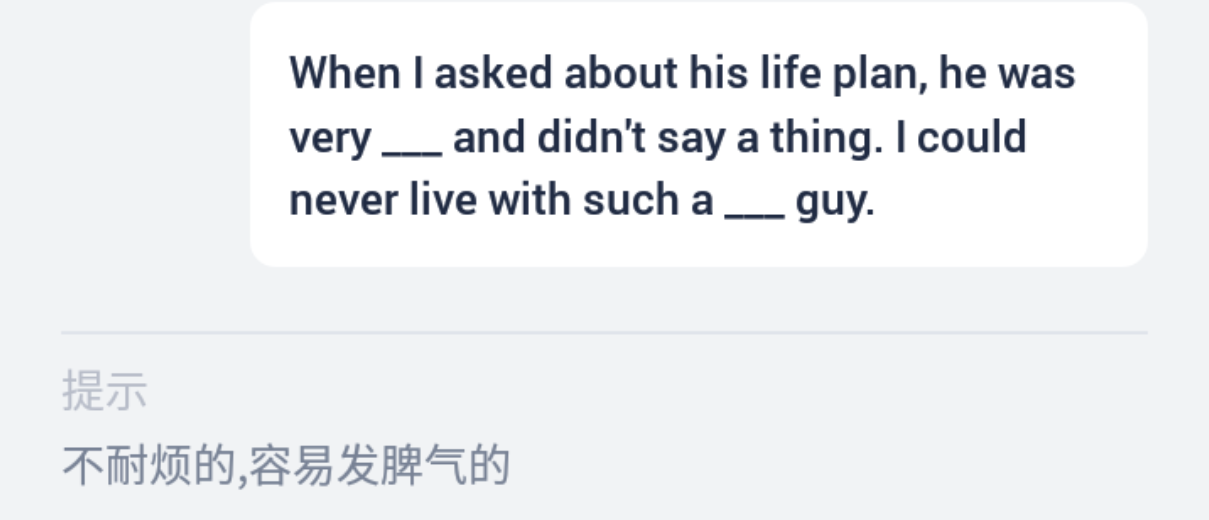 When I asked about his life plan, he was
very ___ and didn't say a thing. I could
never live with such a ___ guy.
提示
不耐烦的,容易发脾气的